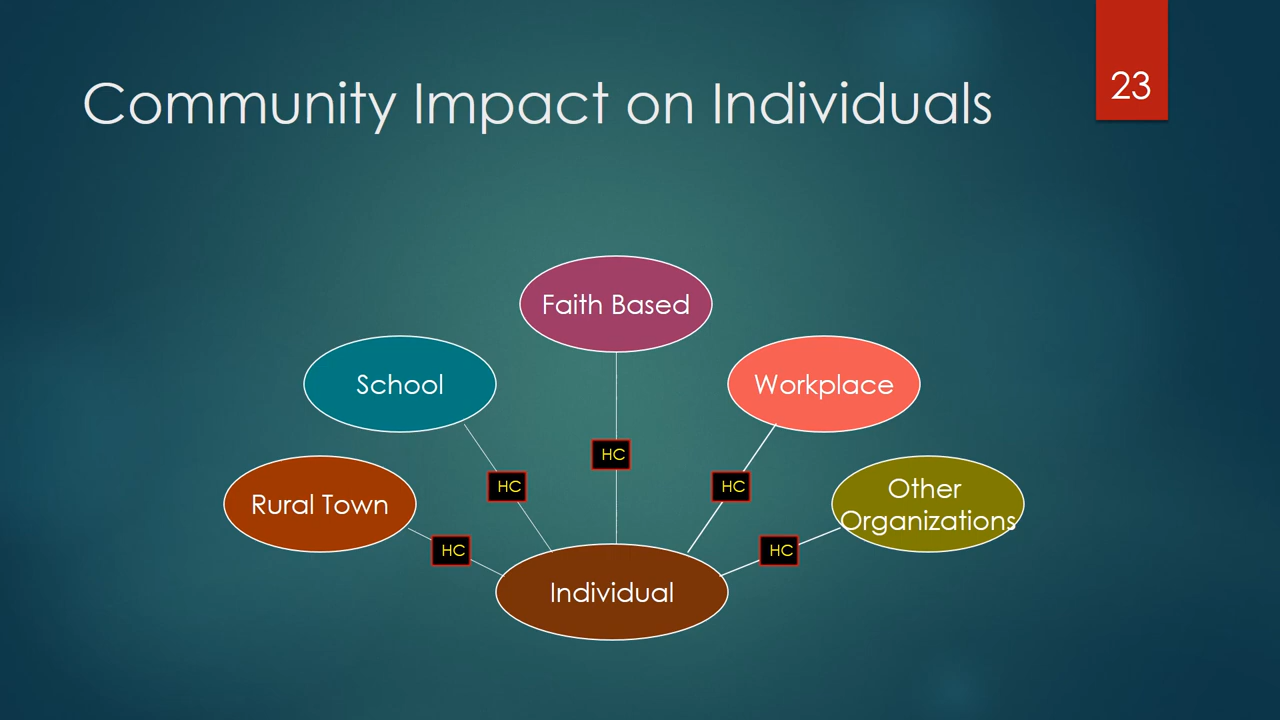 Community Impact on Individuals
23
Faith Based
School
Workplace
Rural Town
Other
Organizations
HC
HC
HC
HC
HC
Individual